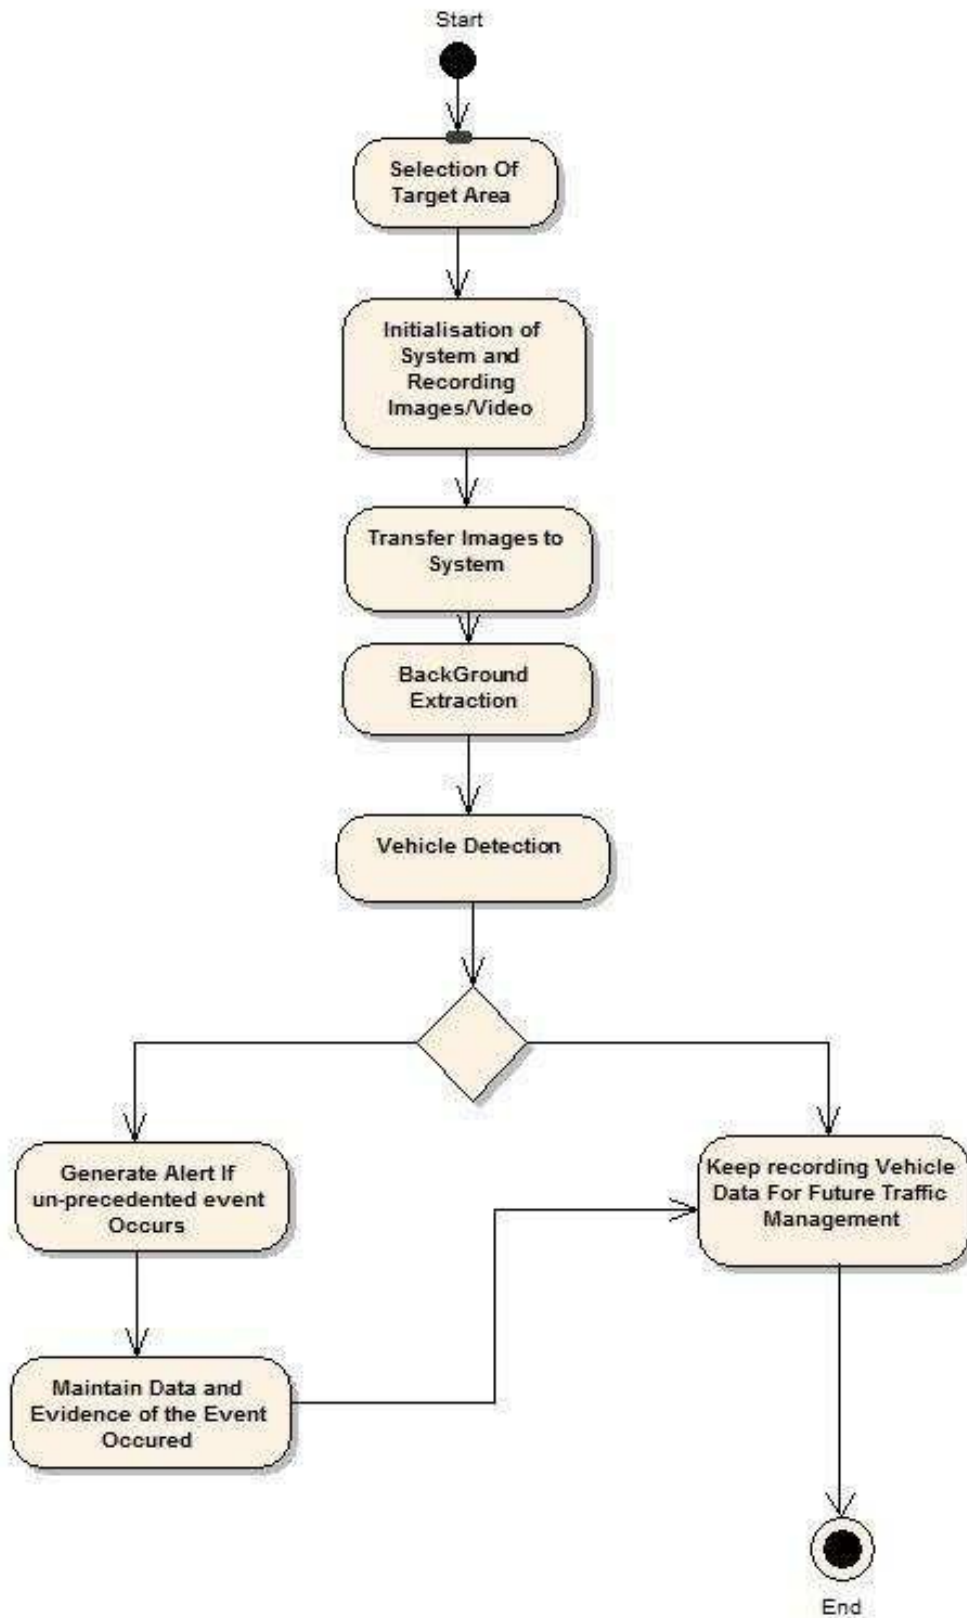 Start
Selection Of
Target Area
Initialisation of
System and
Recording
Images/Video
Transfer Images to
System
BackGround
Extraction
Vehicle Detection
Generate Alert If
un-precedented event
Occurs
Keep recording Vehicle
Data For Future Traffic
Management
Maintain Data and
Evidence of the Event
Occured
End